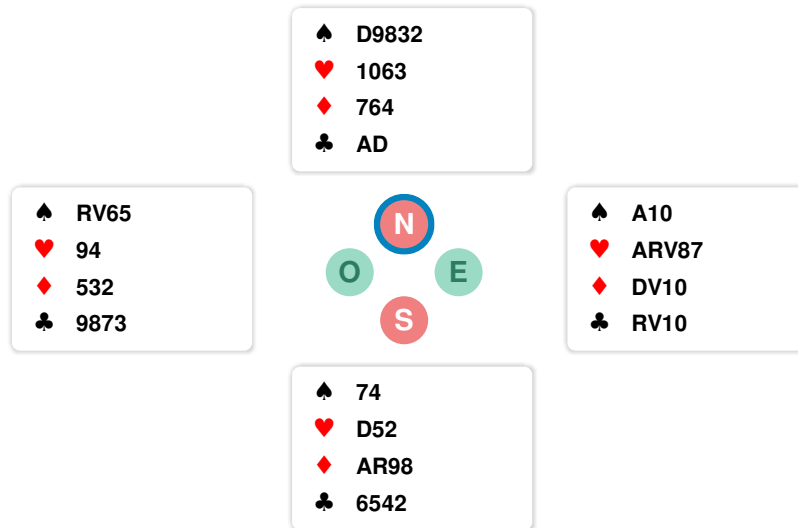 ♠ D9832
♥ 1063
♦ 764
♣ AD
♠ RV65
♥ 94
♦ 532
♣ 9873
N
O E
S
♠ A10
♥ ARV87
♦ DV10
♣ RV10
♠ 74
♥ D52
♦ AR98
♣ 6542